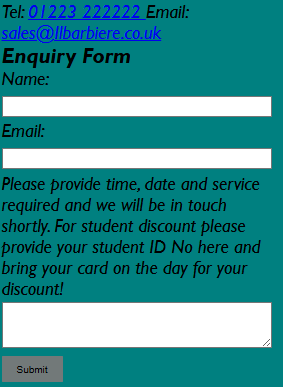 Tel: 01223 222222 Email:
sales@Ilbarbiere.co.uk
Enquiry Form
Name:
Email:
Please provide time, date and service
required and we will be in touch
shortly. For student discount please
provide your student ID No here and
bring your card on the day for your
discount!
Submit